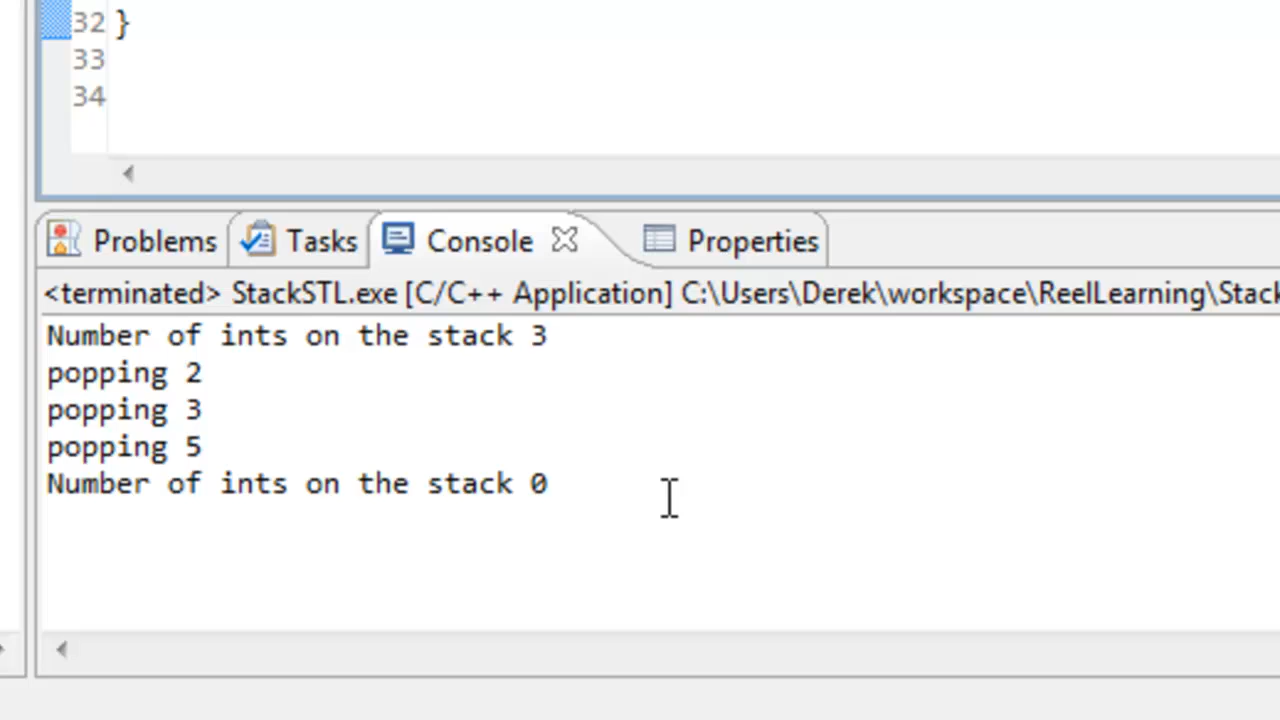 32 }
33
34
Problems Tasks Console Properties
<terminated> StackSTL.exe [C/C++ Application] C:\Users\Derek\workspace\ReelLearning\Stack
Number of ints on the stack 3
popping 2
popping 3
popping 5
Number of ints on the stack 0